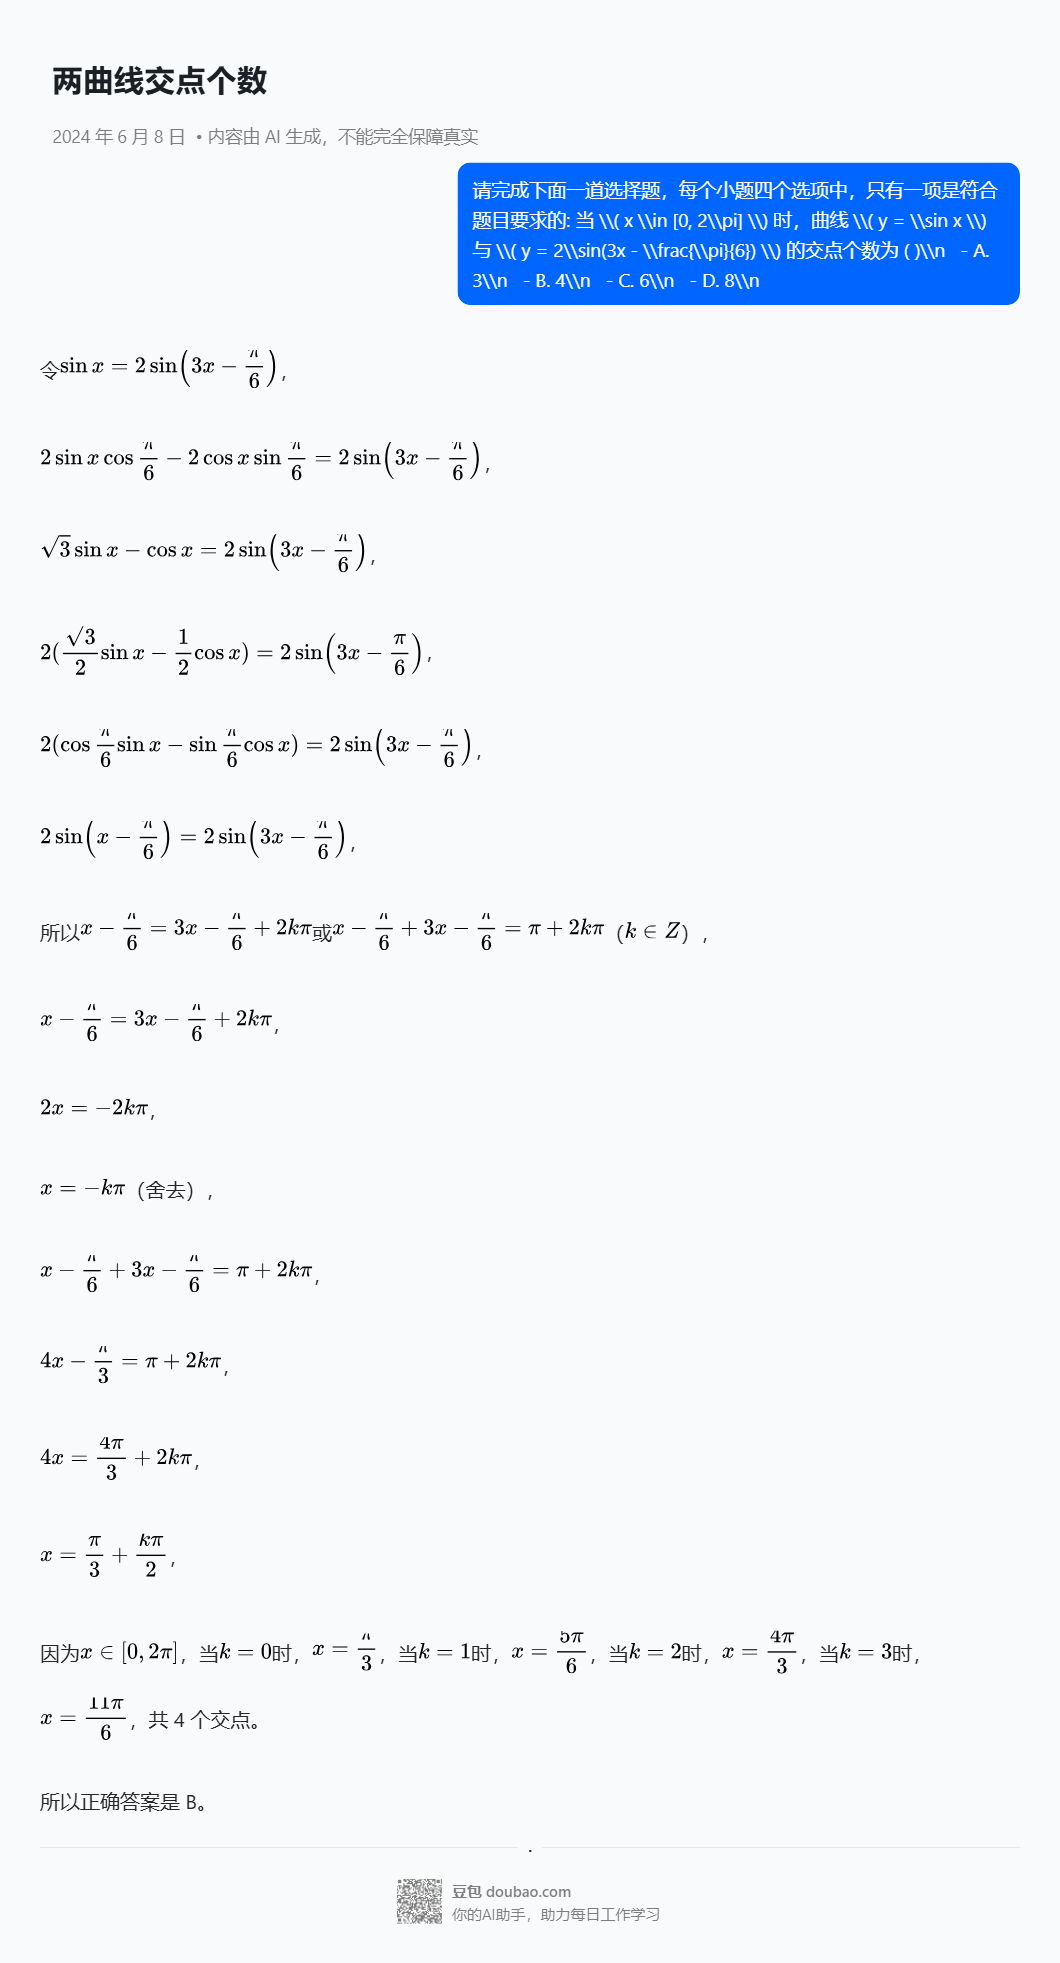 两曲线交点个数
2024 年 6 月 8 日 • 内容由 AI 生成，不能完全保障真实
请完成下面一道选择题，每个小题四个选项中，只有一项是符合
题目要求的: 当 \\( x \\in [0, 2\\pi] \\) 时，曲线 \\( y = \\sin x \\)
与 \\( y = 2\\sin(3x - \\frac{\\pi}{6}) \\) 的交点个数为 ( )\\n - A.
3\\n - B. 4\\n - C. 6\\n - D. 8\\n
令$\sin x = 2\sin\left(3x - \frac{\pi}{6}\right)$，
$2\sin x\cos\frac{\pi}{6} - 2\cos x\sin\frac{\pi}{6} = 2\sin\left(3x - \frac{\pi}{6}\right)$，
$\sqrt{3}\sin x - \cos x = 2\sin\left(3x - \frac{\pi}{6}\right)$，
$2(\frac{\sqrt{3}}{2}\sin x - \frac{1}{2}\cos x) = 2\sin\left(3x - \frac{\pi}{6}\right)$，
$2(\cos\frac{\pi}{6}\sin x - \sin\frac{\pi}{6}\cos x) = 2\sin\left(3x - \frac{\pi}{6}\right)$，
$2\sin\left(x - \frac{\pi}{6}\right) = 2\sin\left(3x - \frac{\pi}{6}\right)$，
所以$x - \frac{\pi}{6} = 3x - \frac{\pi}{6} + 2k\pi$或$x - \frac{\pi}{6} + 3x - \frac{\pi}{6} = \pi + 2k\pi$（$k \in Z$），
$x - \frac{\pi}{6} = 3x - \frac{\pi}{6} + 2k\pi$，
$2x = -2k\pi$，
$x = -k\pi$（舍去），
$x - \frac{\pi}{6} + 3x - \frac{\pi}{6} = \pi + 2k\pi$，
$4x - \frac{\pi}{3} = \pi + 2k\pi$，
$4x = \frac{4\pi}{3} + 2k\pi$，
$x = \frac{\pi}{3} + \frac{k\pi}{2}$，
因为$x \in [0, 2\pi]$，当$k = 0$时，$x = \frac{\pi}{3}$，当$k = 1$时，$x = \frac{5\pi}{6}$，当$k = 2$时，$x = \frac{4\pi}{3}$，当$k = 3$时，
$x = \frac{11\pi}{6}$，共 4 个交点。
所以正确答案是 B。
豆包 doubao.com
你的AI助手，助力每日工作学习